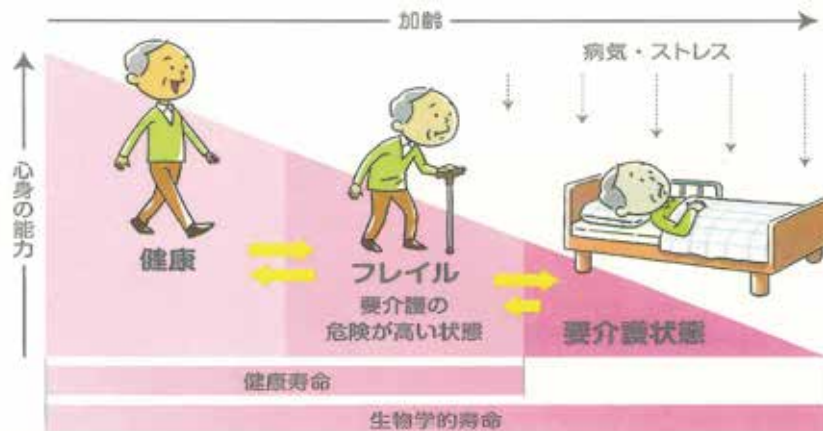 加齢
病気・ストレス
心身の能力
健康
フレイル
要介護の
危険が高い状態
要介護状態
健康寿命
生物学的寿命